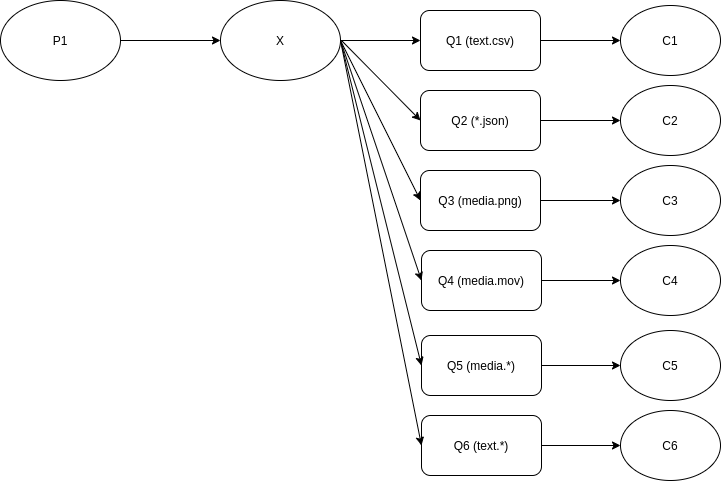 P1
X
Q1 (text.csv)
C1
Q2 (*.json)
C2
Q3 (media.png)
C3
Q4 (media.mov)
C4
Q5 (media.*)
C5
Q6 (text.*)
C6